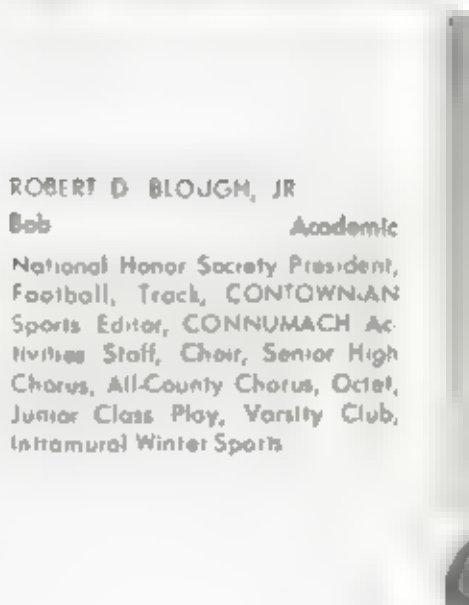 ROBERT D BLOUGH, JR
Bob Academic
National Honor Society President,
Football, Track, CONTOWNIAN
Sports Editor, CONNUMACH Ac-
tivities Staff, Choir, Senior High
Chorus, All-County Chorus, Octet,
Junior Class Play, Varsity Club,
Intramural Winter Sports